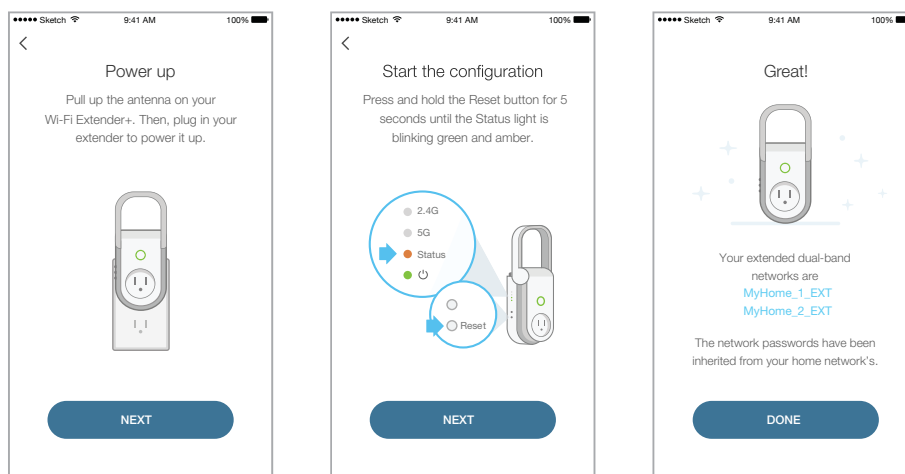 Sketch 9:41 AM 100%
Power up
Pull up the antenna on your
Wi-Fi Extender+. Then, plug in your
extender to power it up.
NEXT
Sketch 9:41 AM 100%
Start the configuration
Press and hold the Reset button for 5
seconds until the Status light is
blinking green and amber.
2.4G
5G
Status
Reset
NEXT
Sketch 9:41 AM 100%
Great!
Your extended dual-band
networks are
MyHome_1_EXT
MyHome_2_EXT
The network passwords have been
inherited from your home network's.
DONE